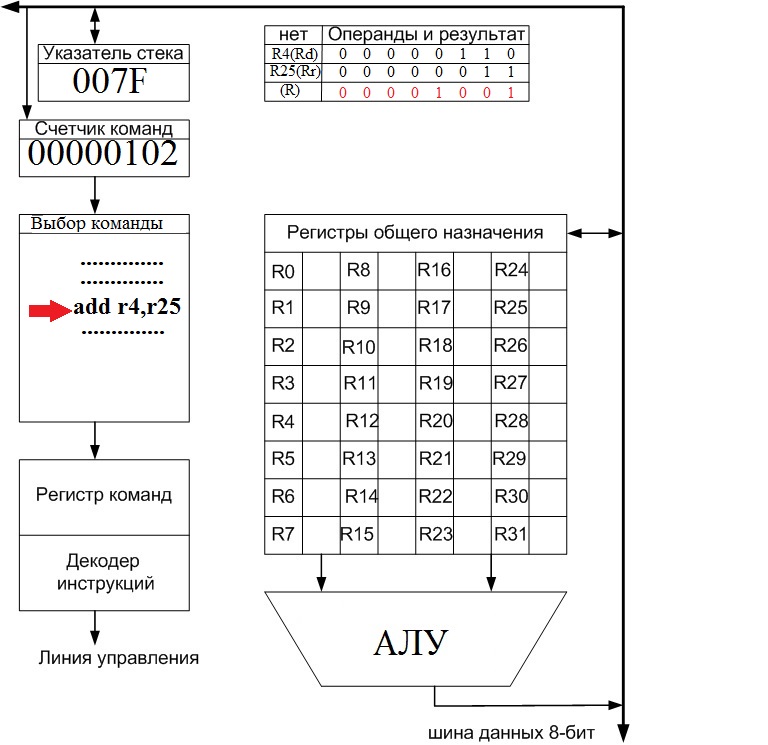 Указатель стека
007F
Счетчик команд
00000102
Выбор команды
..............
..............
add r4,r25
..............
Регистр команд
Декодер
инструкций
Линия управления
нет Операнды и результат
R4(Rd) 0 0 0 0 0 1 1 0
R25(Rr) 0 0 0 0 0 0 1 1
(R) 0 0 0 0 1 0 0 1
Регистры общего назначения
R0 R8 R16 R24
R1 R9 R17 R25
R2 R10 R18 R26
R3 R11 R19 R27
R4 R12 R20 R28
R5 R13 R21 R29
R6 R14 R22 R30
R7 R15 R23 R31
АЛУ
шина данных 8-бит